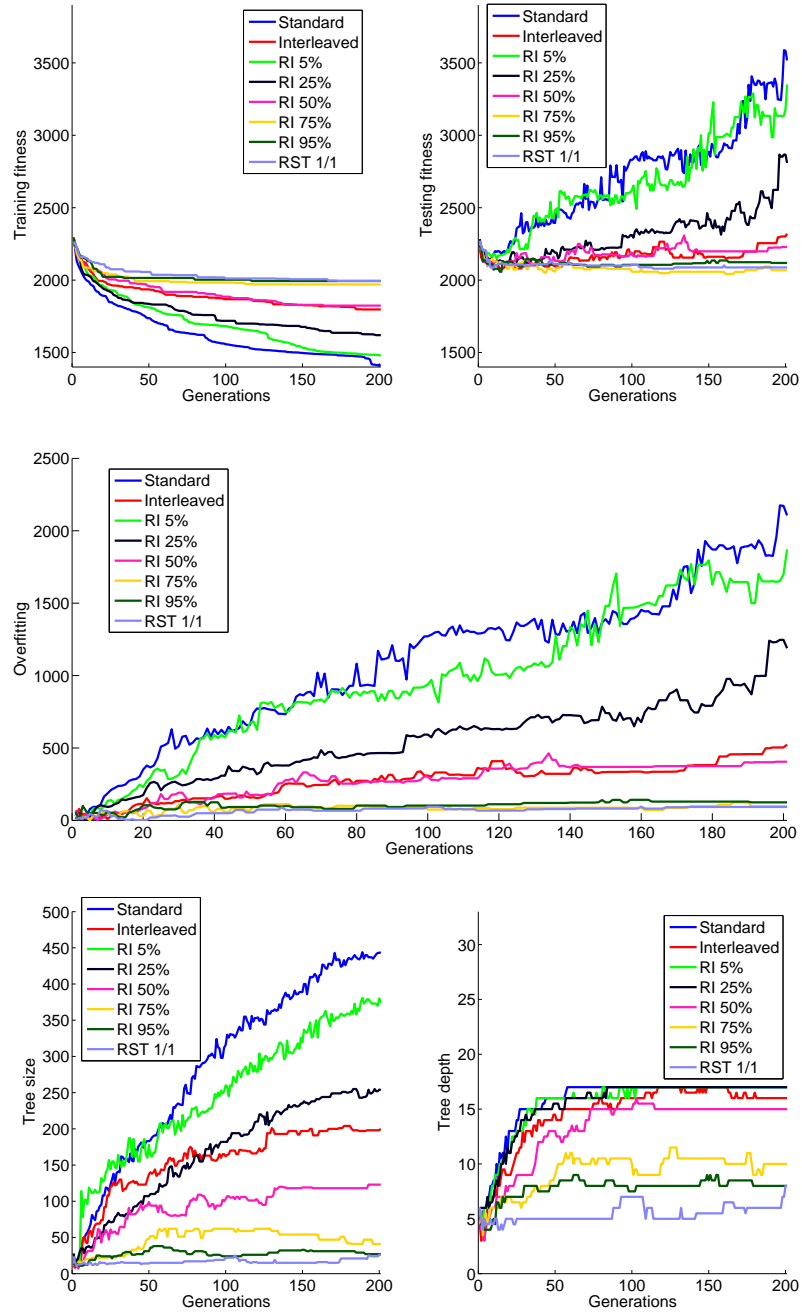 Standard
Interleaved
RI 5%
RI 25%
RI 50%
RI 75%
RI 95%
RST 1/1
3500
3000
2500
2000
1500
Training fitness
0
50
100
150
200
Generations
Standard
Interleaved
RI 5%
RI 25%
RI 50%
RI 75%
RI 95%
RST 1/1
3500
3000
2500
2000
1500
Testing fitness
0
50
100
150
200
Generations
Standard
Interleaved
RI 5%
RI 25%
RI 50%
RI 75%
RI 95%
RST 1/1
2500
2000
1500
1000
500
0
Overfitting
0
20
40
60
80
100
120
140
160
180
200
Generations
Standard
Interleaved
RI 5%
RI 25%
RI 50%
RI 75%
RI 95%
RST 1/1
500
450
400
350
300
250
200
150
100
50
0
Tree size
0
50
100
150
200
Generations
Standard
Interleaved
RI 5%
RI 25%
RI 50%
RI 75%
RI 95%
RST 1/1
30
25
20
15
10
5
0
Tree depth
0
50
100
150
200
Generations